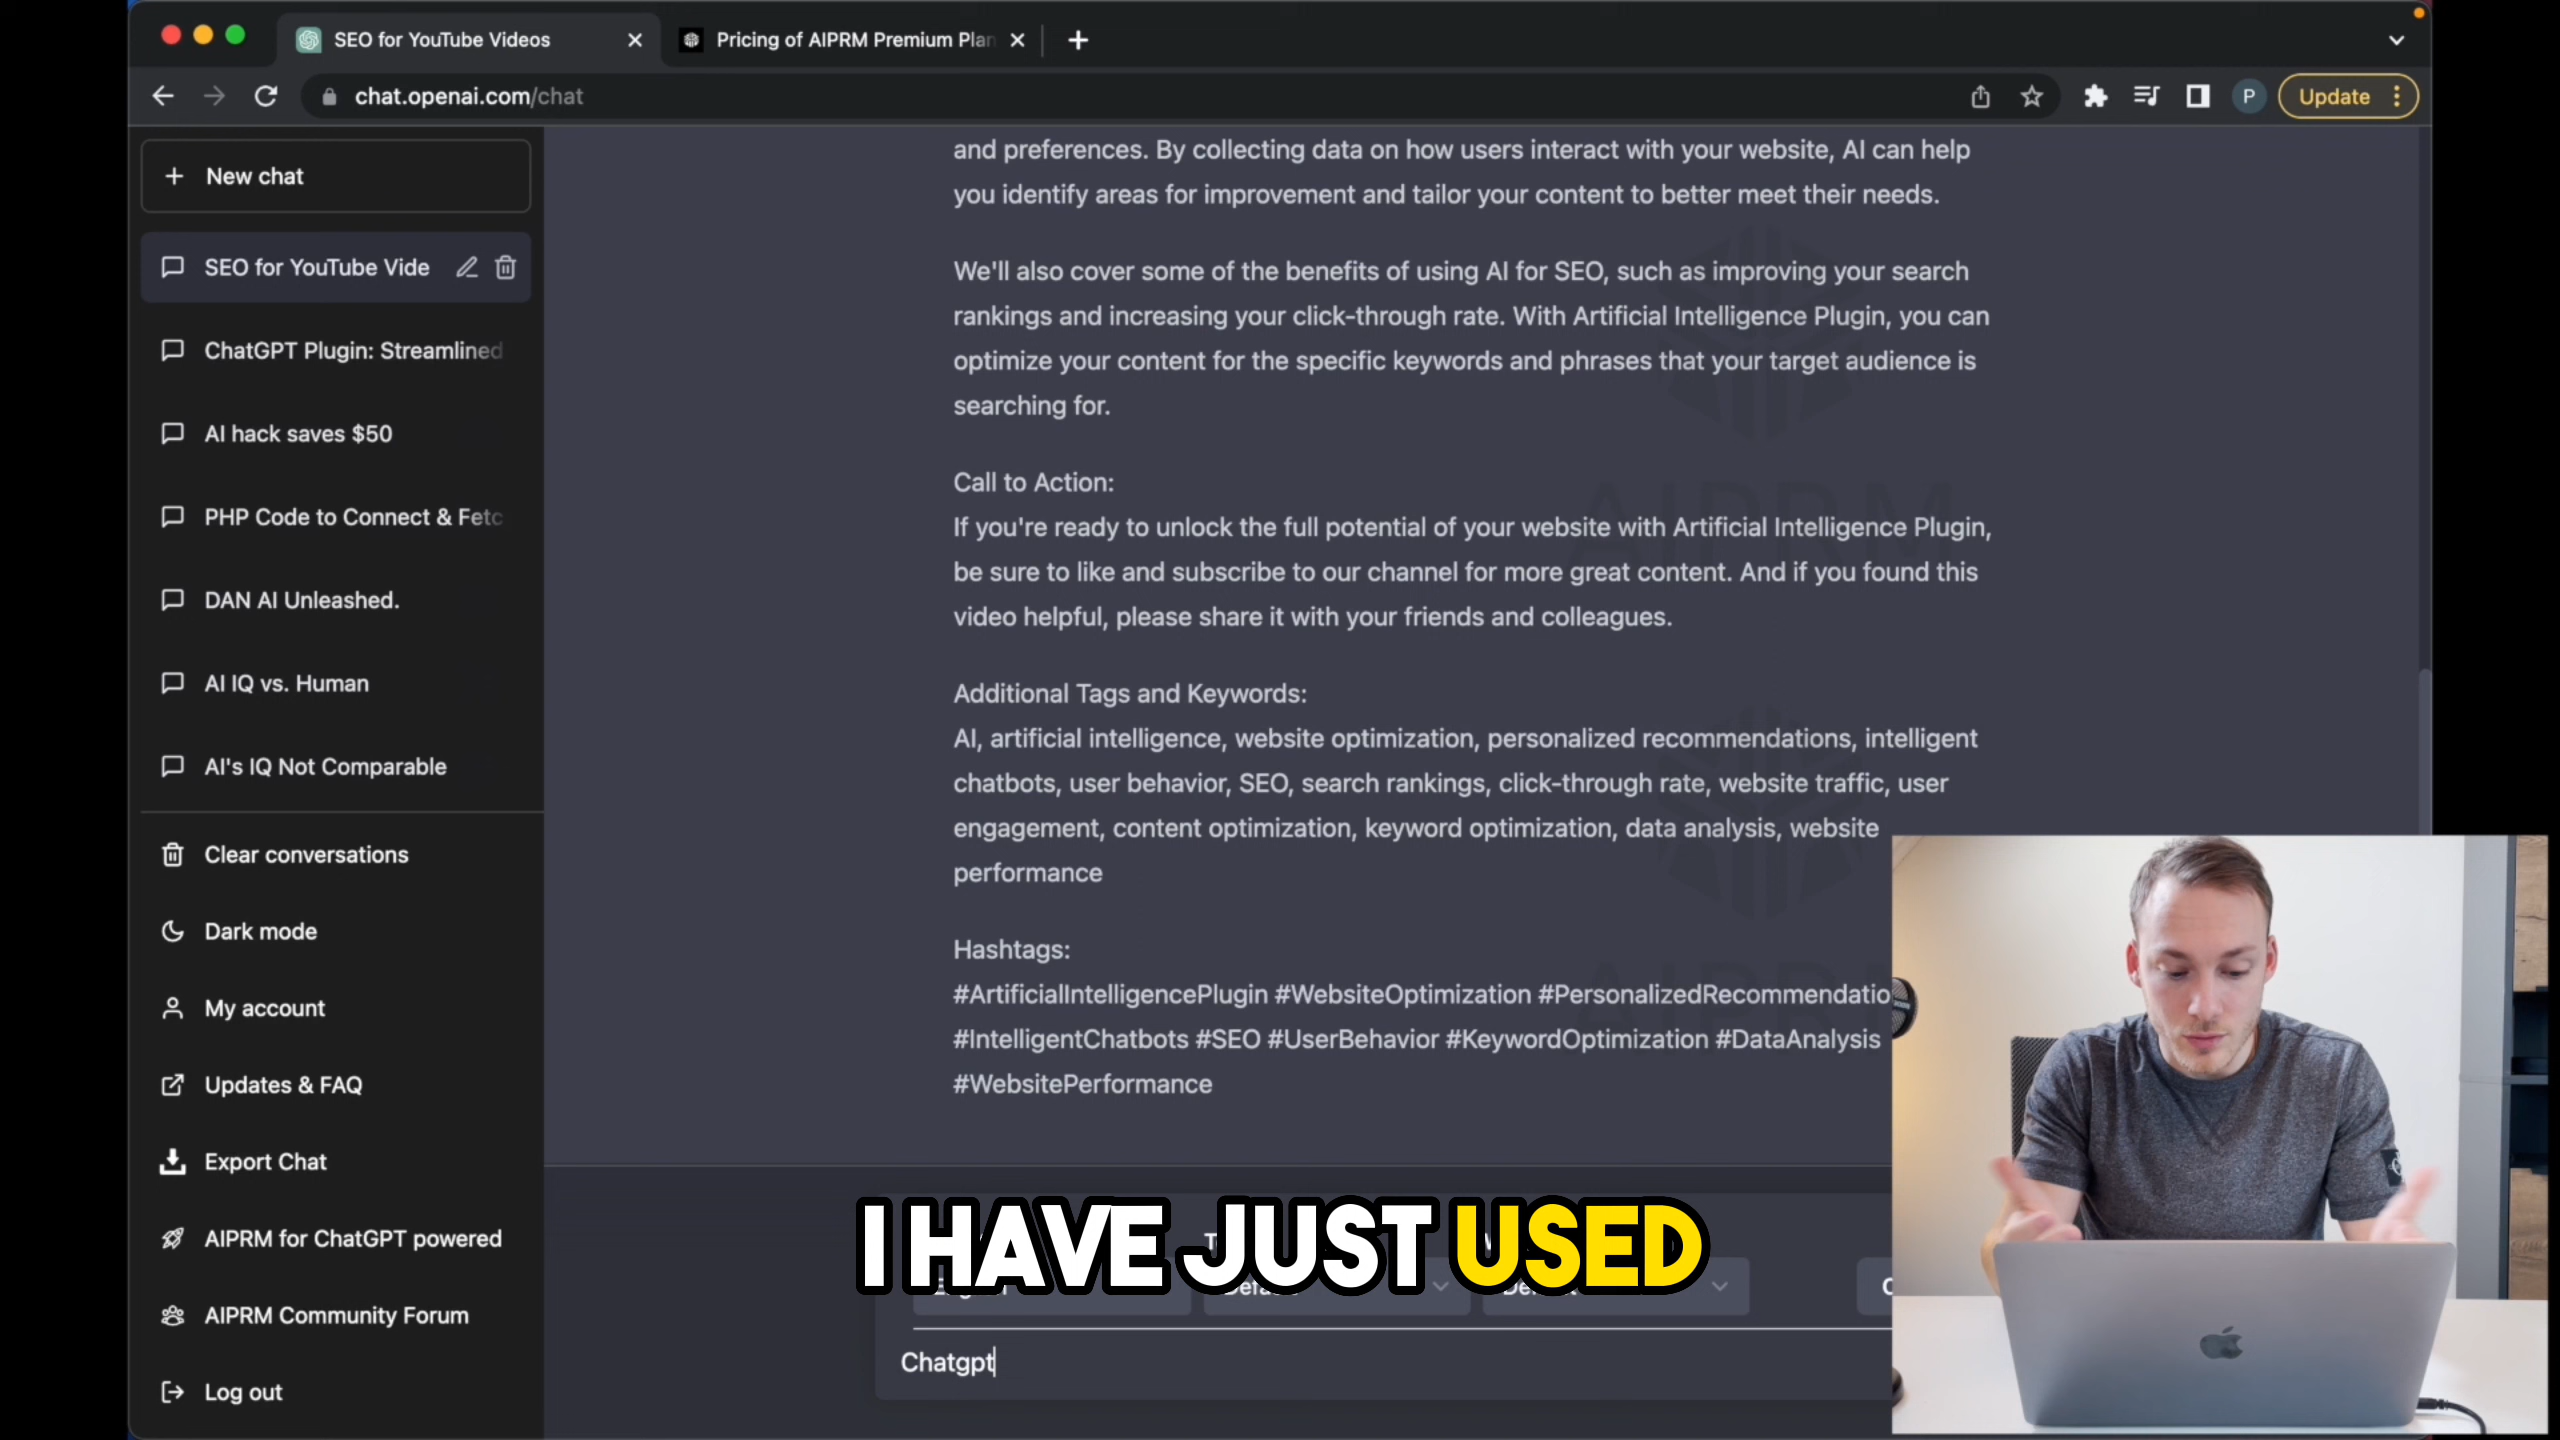 SEO for YouTube Videos
Pricing of AIPRM Premium Plan
chat.openai.com/chat
P
Update
New chat
SEO for YouTube Vide
ChatGPT Plugin: Streamlined
AI hack saves $50
PHP Code to Connect & Fetc
DAN AI Unleashed.
AI IQ vs. Human
AI's IQ Not Comparable
Clear conversations
Dark mode
My account
Updates & FAQ
Export Chat
AIPRM for ChatGPT powered
AIPRM Community Forum
Log out
and preferences. By collecting data on how users interact with your website, AI can help
you identify areas for improvement and tailor your content to better meet their needs.
We'll also cover some of the benefits of using AI for SEO, such as improving your search
rankings and increasing your click-through rate. With Artificial Intelligence Plugin, you can
optimize your content for the specific keywords and phrases that your target audience is
searching for.
Call to Action:
If you're ready to unlock the full potential of your website with Artificial Intelligence Plugin,
be sure to like and subscribe to our channel for more great content. And if you found this
video helpful, please share it with your friends and colleagues.
Additional Tags and Keywords:
AI, artificial intelligence, website optimization, personalized recommendations, intelligent
chatbots, user behavior, SEO, search rankings, click-through rate, website traffic, user
engagement, content optimization, keyword optimization, data analysis, website
performance
Hashtags:
#ArtificialIntelligencePlugin #WebsiteOptimization #PersonalizedRecommendatio
#IntelligentChatbots #SEO #UserBehavior #KeywordOptimization #DataAnalysis
#WebsitePerformance
AIPRM
I HAVE JUST USED
Chatgpt